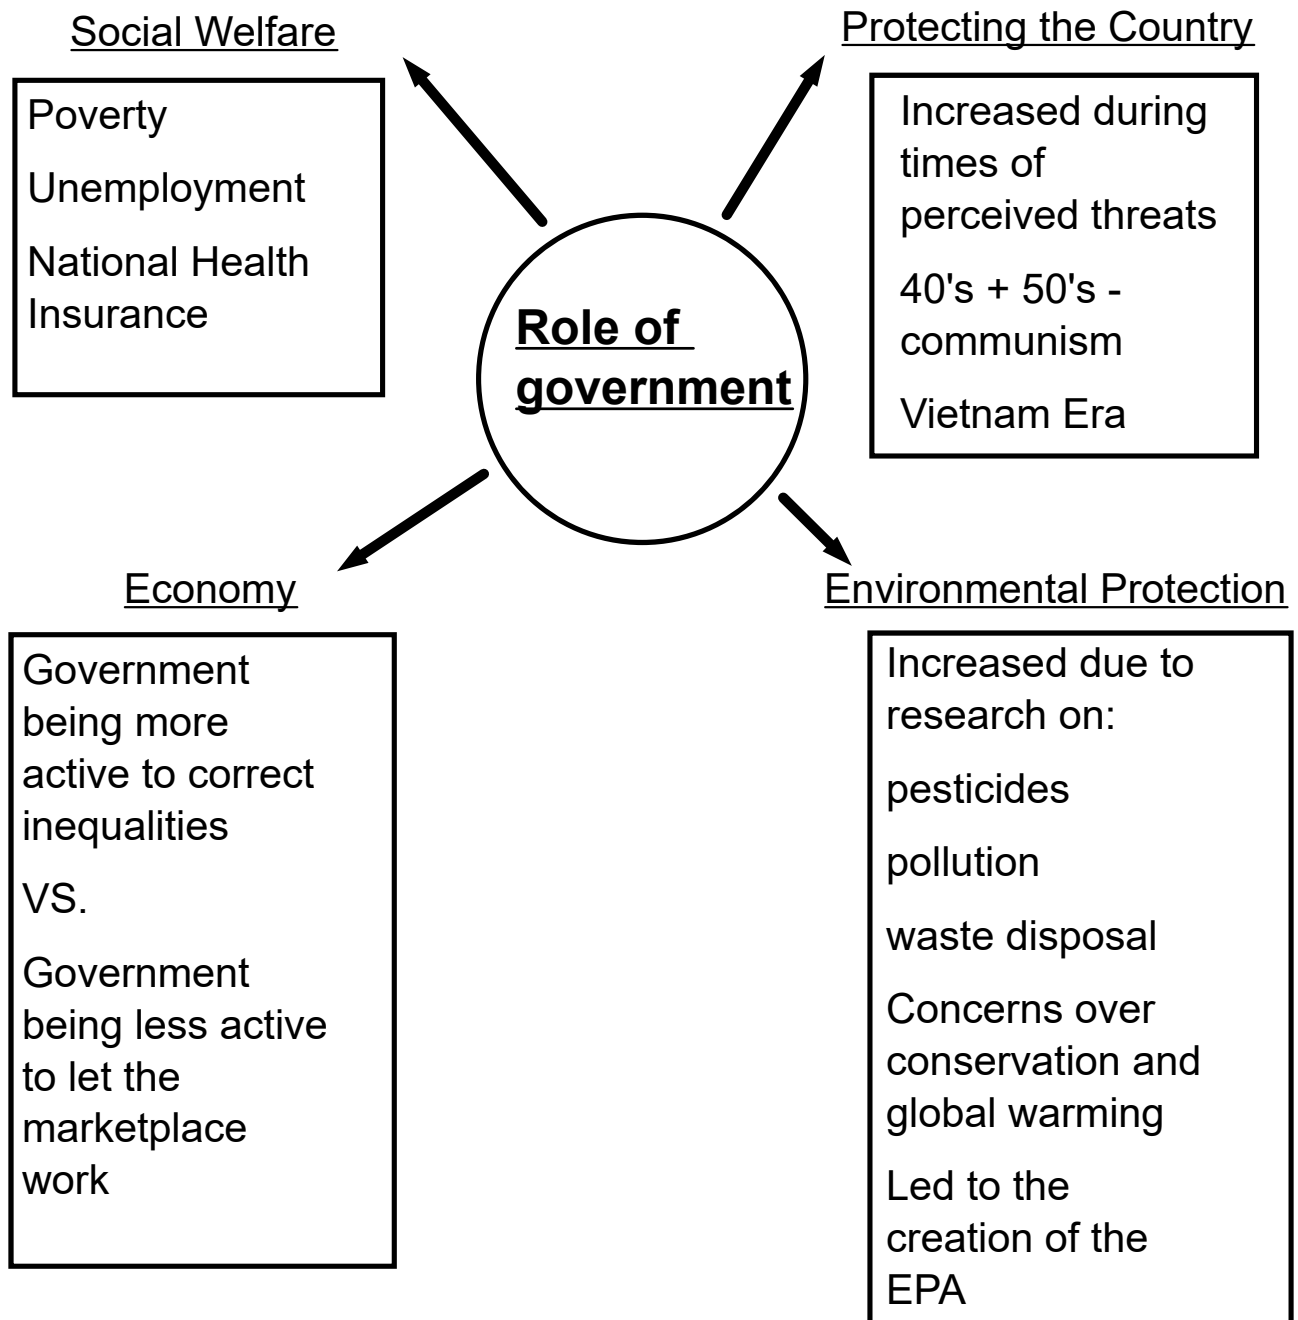 Social Welfare
Poverty
Unemployment
National Health
Insurance
Protecting the Country
Increased during
times of
perceived threats
40's + 50's -
communism
Vietnam Era
Role of
government
Economy
Government
being more
active to correct
inequalities
VS.
Government
being less active
to let the
marketplace
work
Environmental Protection
Increased due to
research on:
pesticides
pollution
waste disposal
Concerns over
conservation and
global warming
Led to the
creation of the
EPA